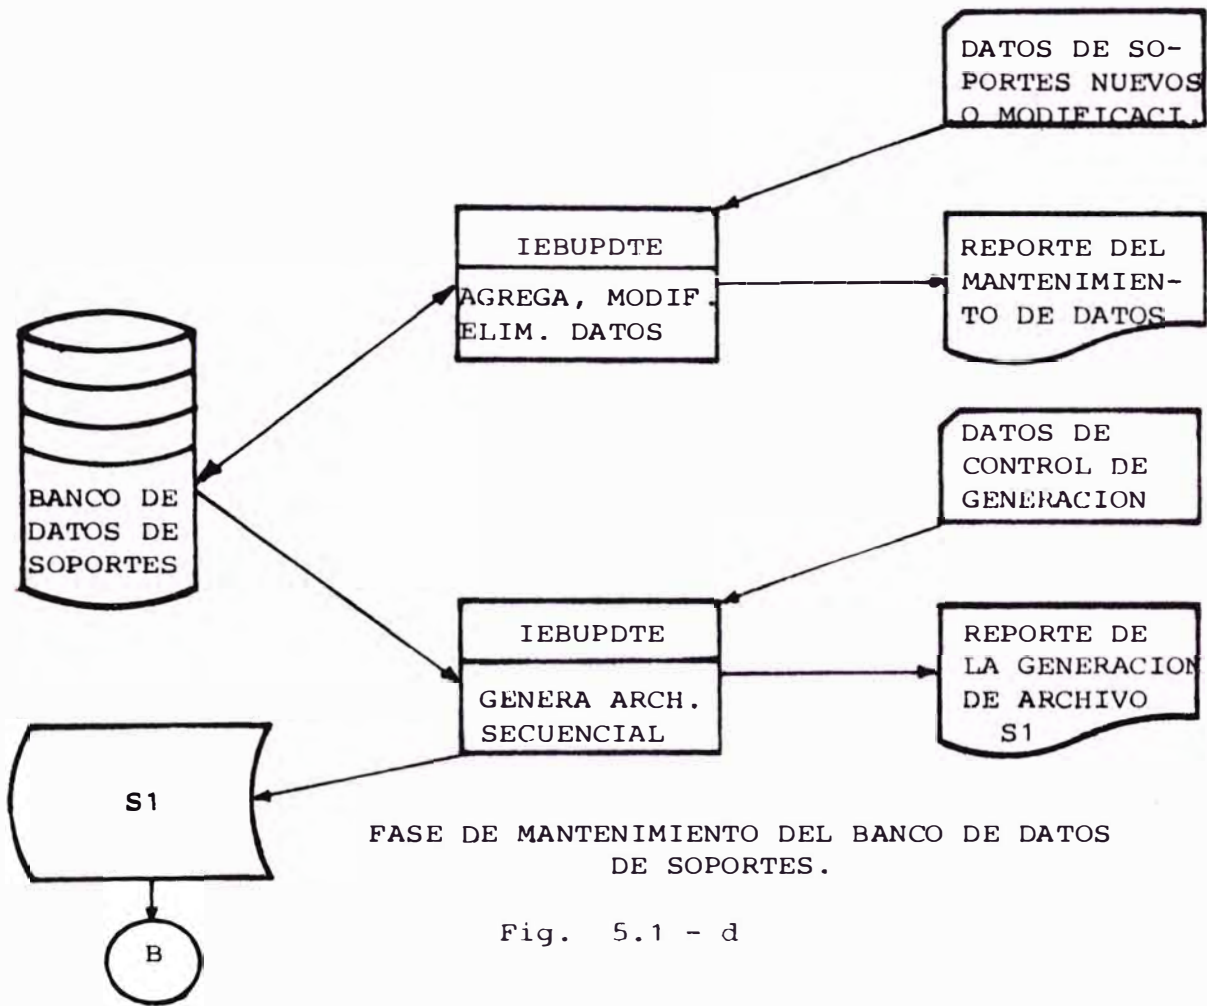 DATOS DE SO-
PORTES NUEVOS
O MODIFICACI.
IEBUPDTE
AGREGA, MODIF.
ELIM. DATOS
REPORTE DEL
MANTENIMIEN-
TO DE DATOS
BANCO DE
DATOS DE
SOPORTES
DATOS DE
CONTROL DE
GENERACION
IEBUPDTE
GENERA ARCH.
SECUENCIAL
REPORTE DE
LA GENERACION
DE ARCHIVO
S1
S1
FASE DE MANTENIMIENTO DEL BANCO DE DATOS
DE SOPORTES.
B
Fig. 5.1 - d